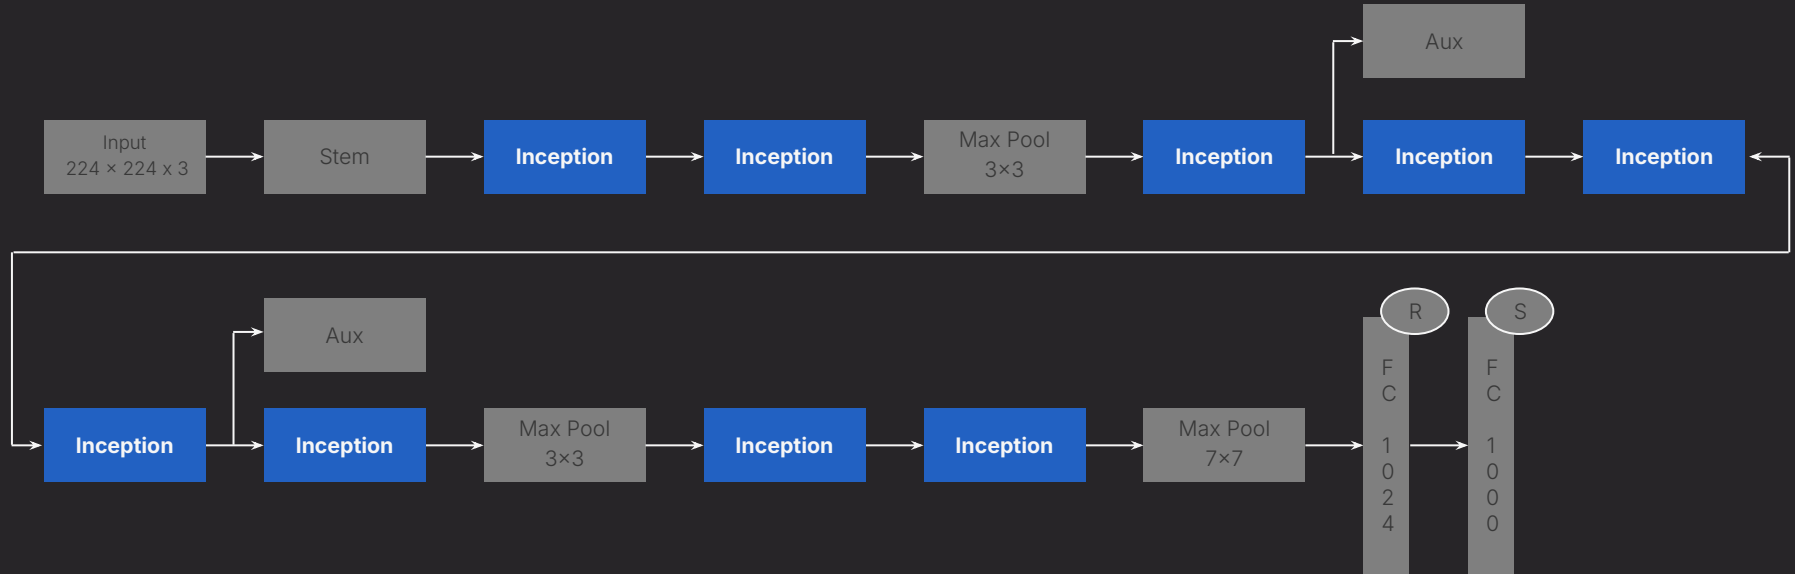 Aux
Input
224 × 224 x 3
Stem
Inception
Inception
Max Pool
3×3
Inception
Inception
Inception
Aux
Inception
Inception
Max Pool
3×3
Inception
Inception
Max Pool
7×7
R
F
C
1
0
2
4
S
F
C
1
0
0
0